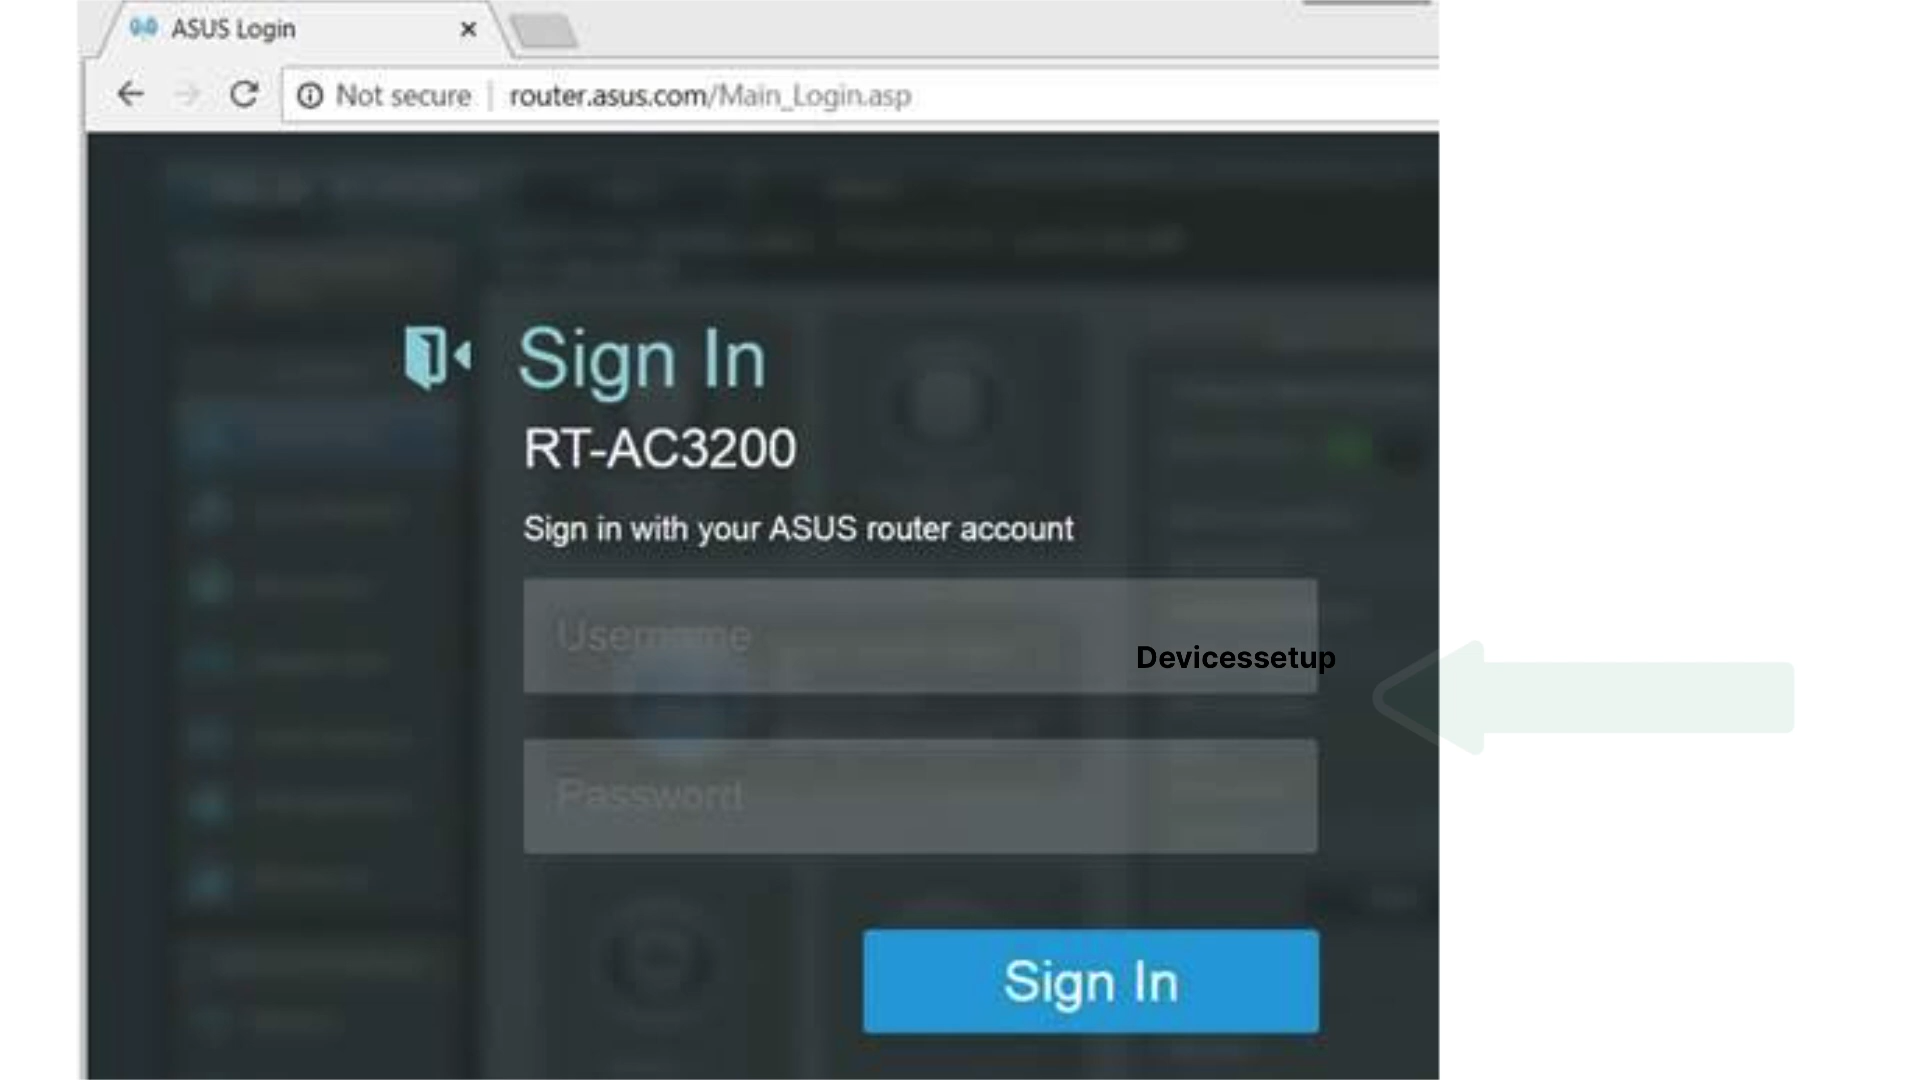 ASUS Login
Not secure | router.asus.com/Main_Login.asp
Sign In
RT-AC3200
Sign in with your ASUS router account
Username
Devicessetup
Password
Sign In